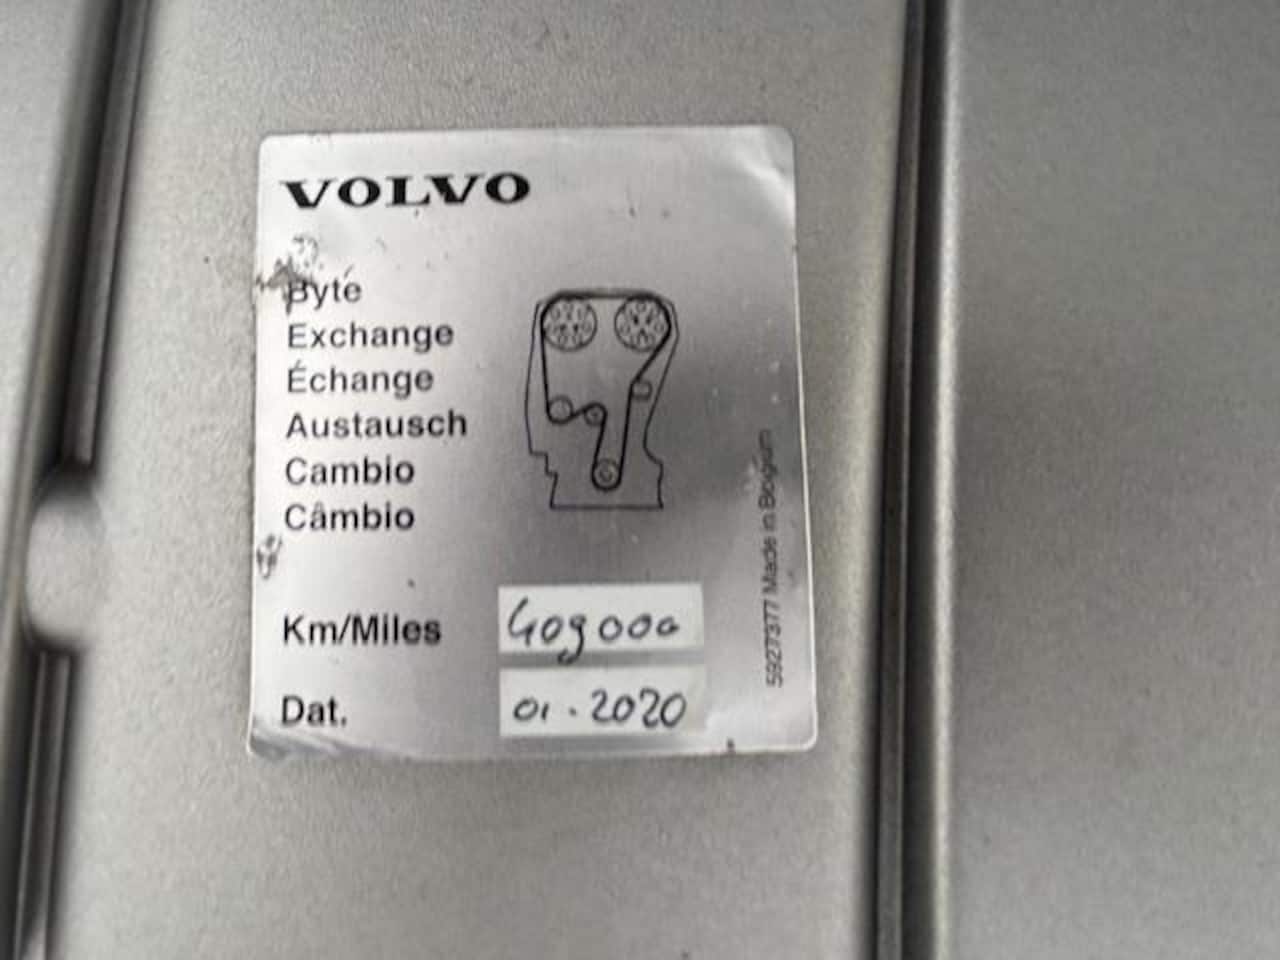 VOLVO
Byte
Exchange
Échange
Austausch
Cambio
Câmbio
Km/Miles 409000
Dat. 01.2020
5927377 Made in Belgium